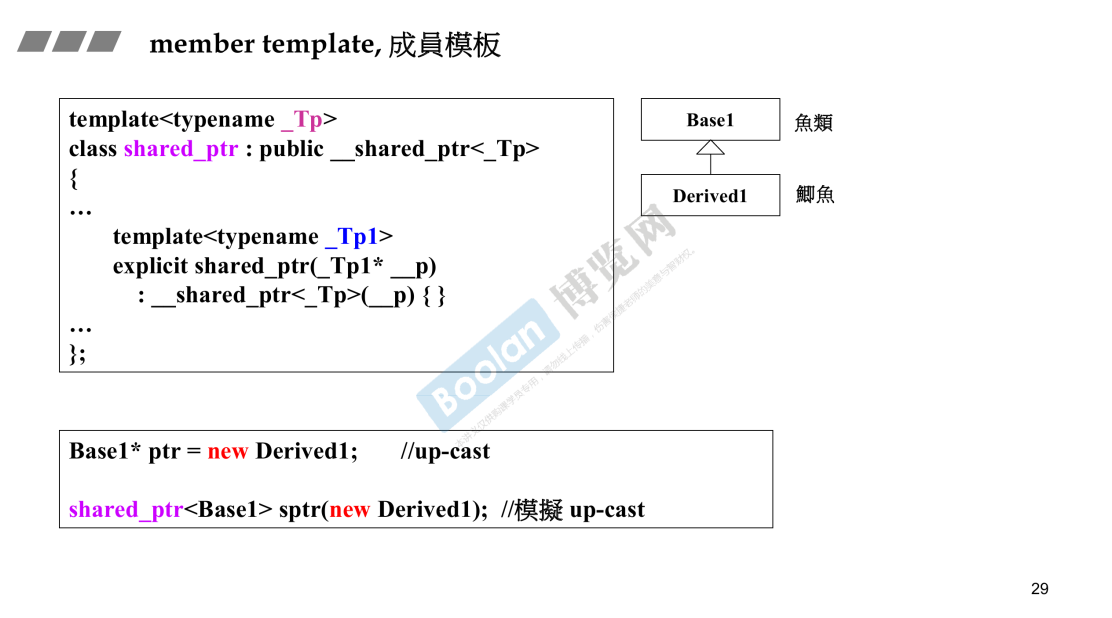 member template, 成員模板
template<typename _Tp>
class shared_ptr : public __shared_ptr<_Tp>
{
…
template<typename _Tp1>
explicit shared_ptr(_Tp1* __p)
: __shared_ptr<_Tp>(__p) { }
…
};
Base1
魚類
Derived1
鯽魚
Boolan 博览网
Base1* ptr = new Derived1; //up-cast
shared_ptr<Base1> sptr(new Derived1); //模擬 up-cast
29